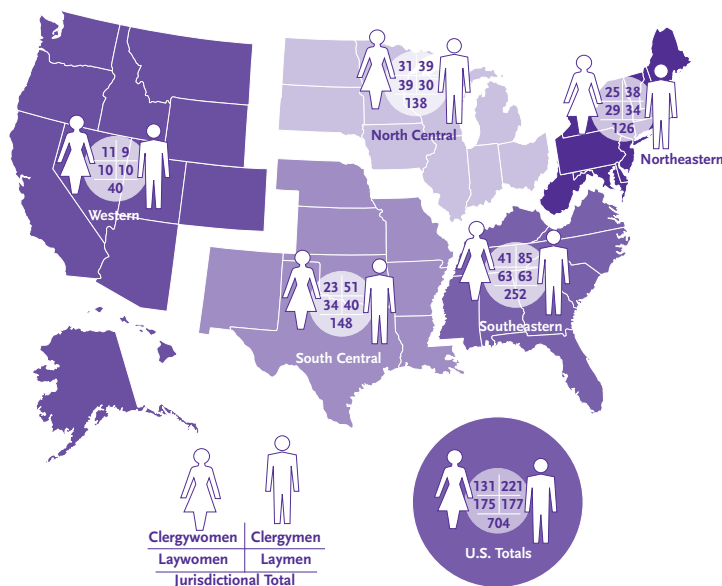 31 39
39 30
138
North Central
25 38
29 34
126
Northeastern
11 9
10 10
40
Western
41 85
63 63
252
Southeastern
23 51
34 40
148
South Central
131 221
175 177
704
U.S. Totals
Clergywomen Clergymen
Laywomen Laymen
Jurisdictional Total